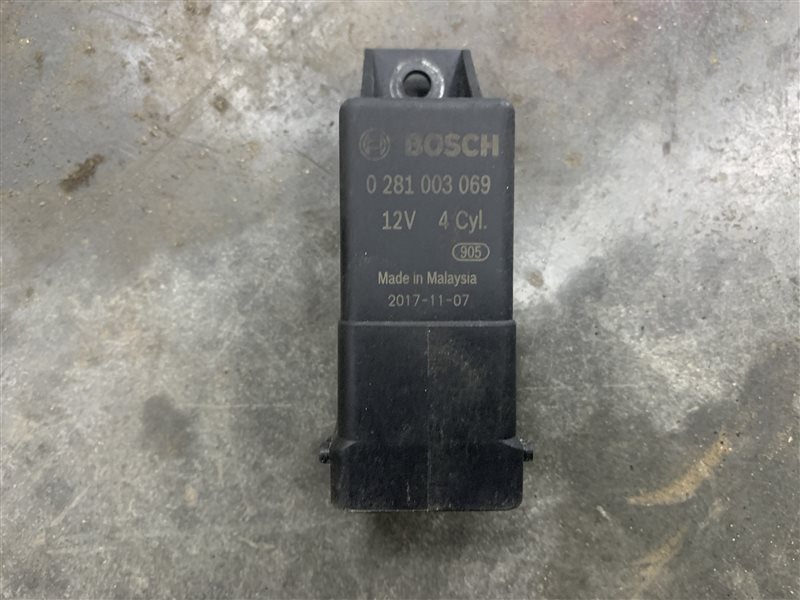 BOSCH
0 281 003 069
12V 4 Cyl.
905
Made in Malaysia
2017-11-07